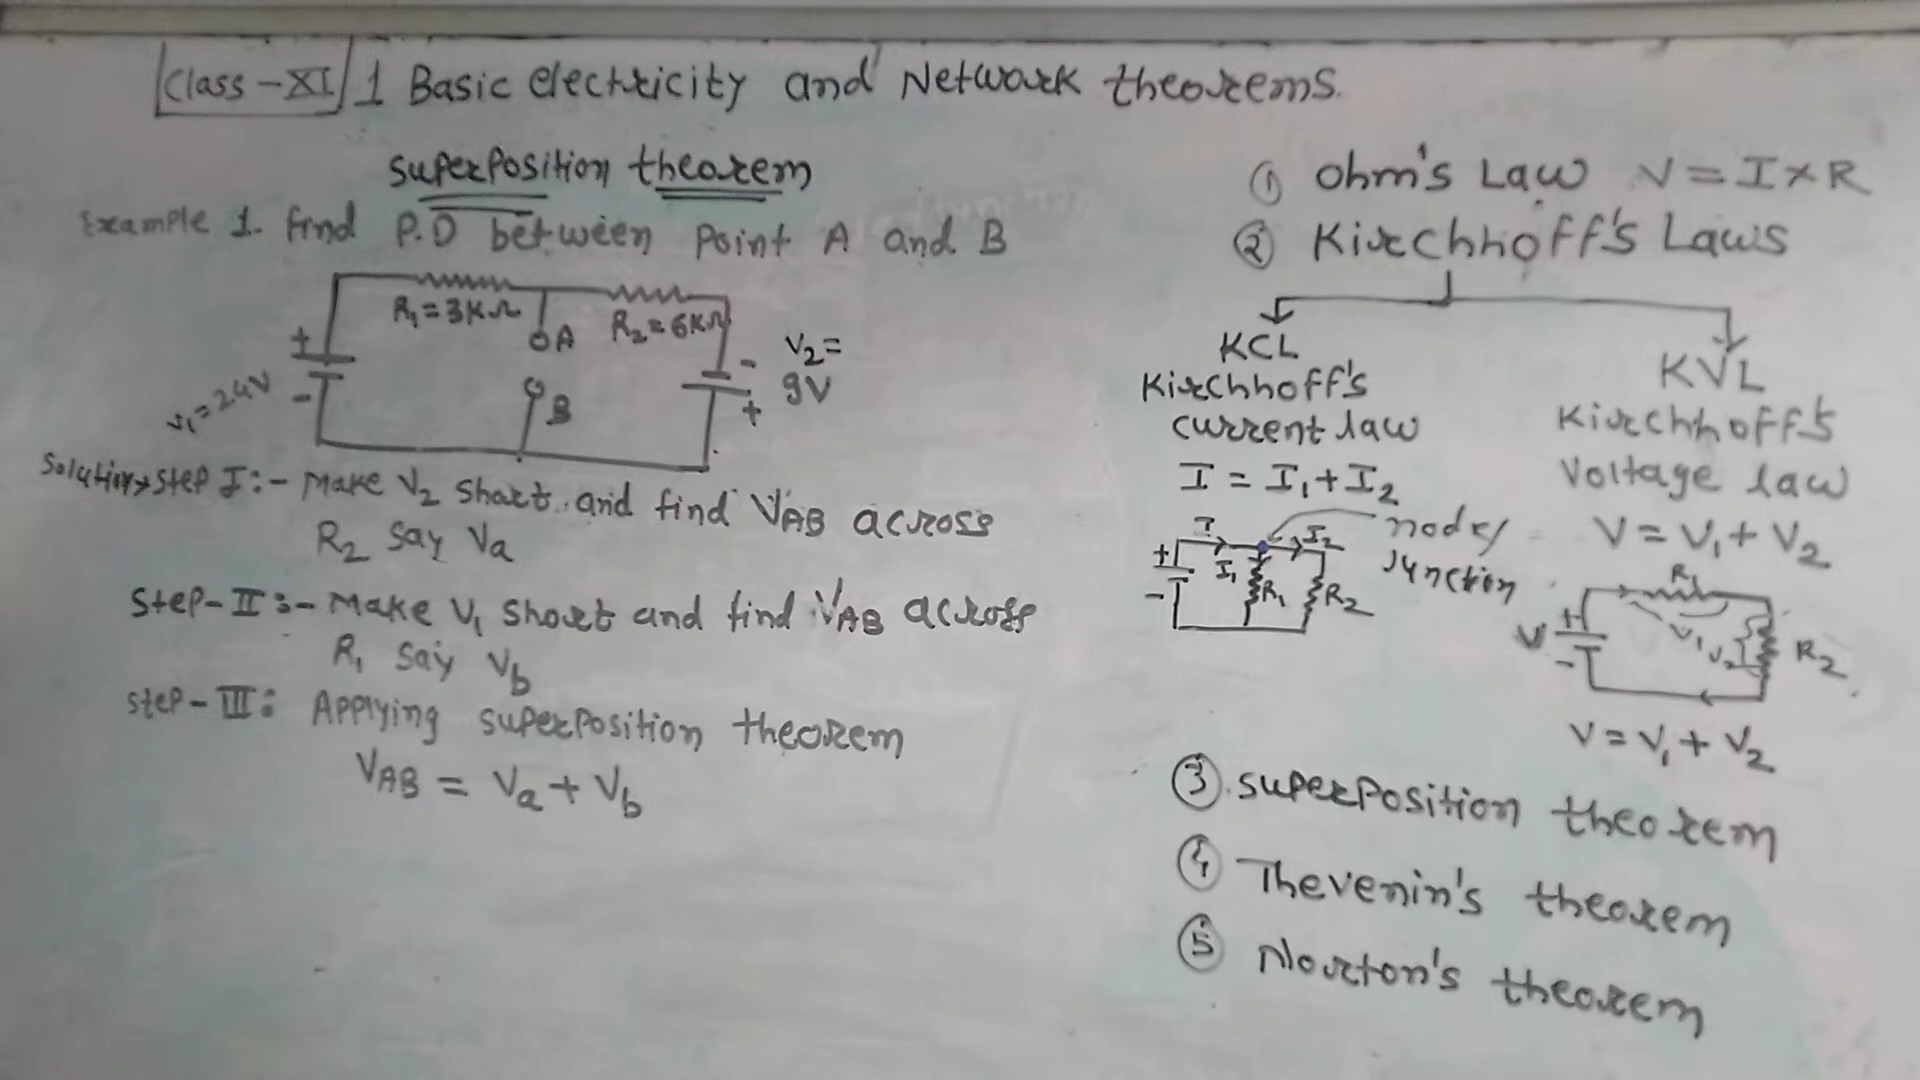 Class - XI 1 Basic electricity and Network theorems.
Superposition theorem
Example 1. find P.D between Point A and B
R₁ = 3KΩ
A
R₂ = 6KΩ
+
-
V₁ = 24V
B
-
+
V₂ =
9V
Solution → Step I :- Make V₂ short and find VAB across
R₂ say Va
Step - II :- Make V₁ short and find VAB across
R₁ say Vb
Step - III : Applying superposition theorem
VAB = Va + Vb
① Ohm's Law V = I × R
② Kirchhoff's Laws
KCL
Kirchhoff's
current law
I = I₁ + I₂
node/
junction
I
I₂
I₁
+
-
R₁
R₂
KVL
Kirchhoff's
Voltage law
V = V₁ + V₂
R₁
V
+
-
V₁
V₂
R₂
V = V₁ + V₂
③ superposition theorem
④ Thevenin's theorem
⑤ Norton's theorem